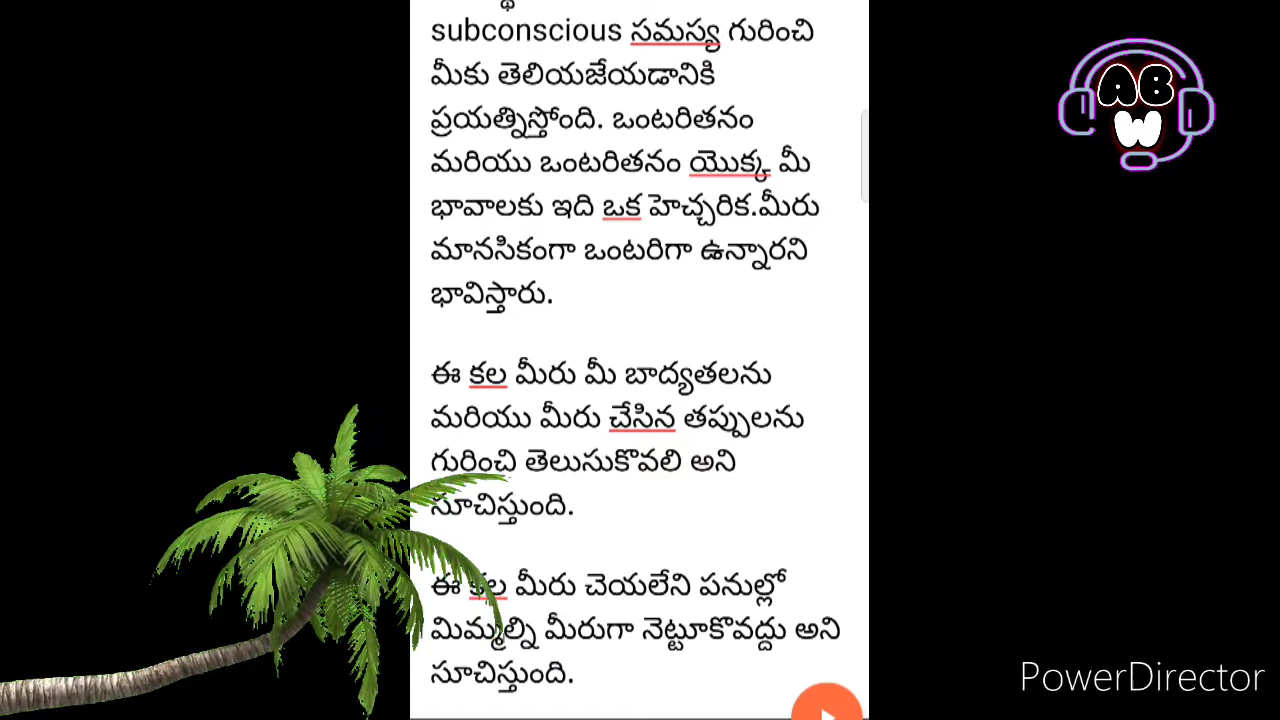 subconscious సమస్య గురించి
మీకు తెలియజేయడానికి
ప్రయత్నిస్తోంది. ఒంటరితనం
మరియు ఒంటరితనం యొక్క మీ
భావాలకు ఇది ఒక హెచ్చరిక.మీరు
మానసికంగా ఒంటరిగా ఉన్నారని
భావిస్తారు.
ఈ కల మీరు మీ బాద్యతలను
మరియు మీరు చేసిన తప్పులను
గురించి తెలుసుకొవలి అని
సూచిస్తుంది.
ఈ కల మీరు చెయలేని పనుల్లో
మిమ్మల్ని మీరుగా నెట్టూకొవద్దు అని
సూచిస్తుంది.
AB
W
PowerDirector